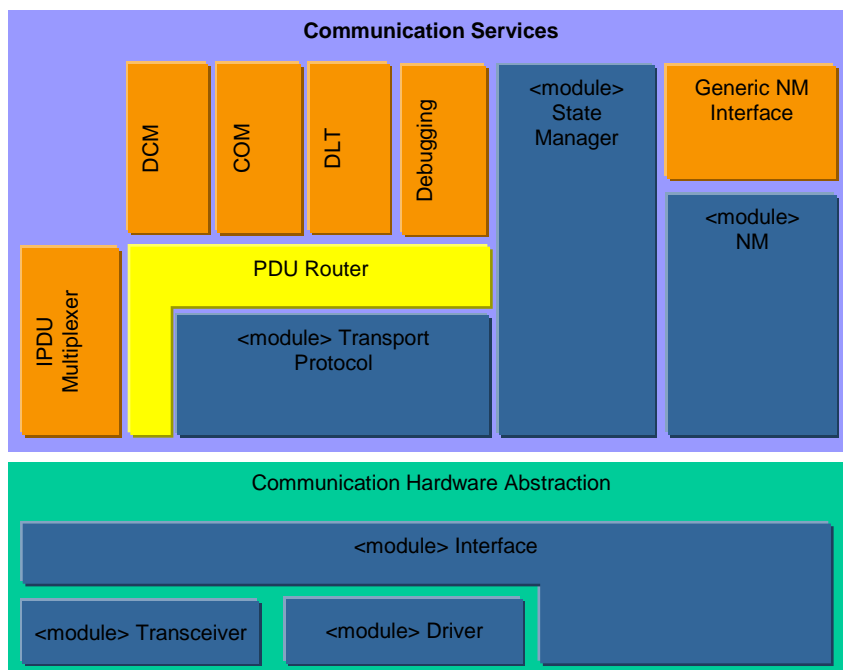 Communication Services
DCM
COM
DLT
Debugging
<module>
State
Manager
Generic NM
Interface
<module>
NM
IPDU
Multiplexer
PDU Router
<module> Transport
Protocol
Communication Hardware Abstraction
<module> Interface
<module> Transceiver
<module> Driver